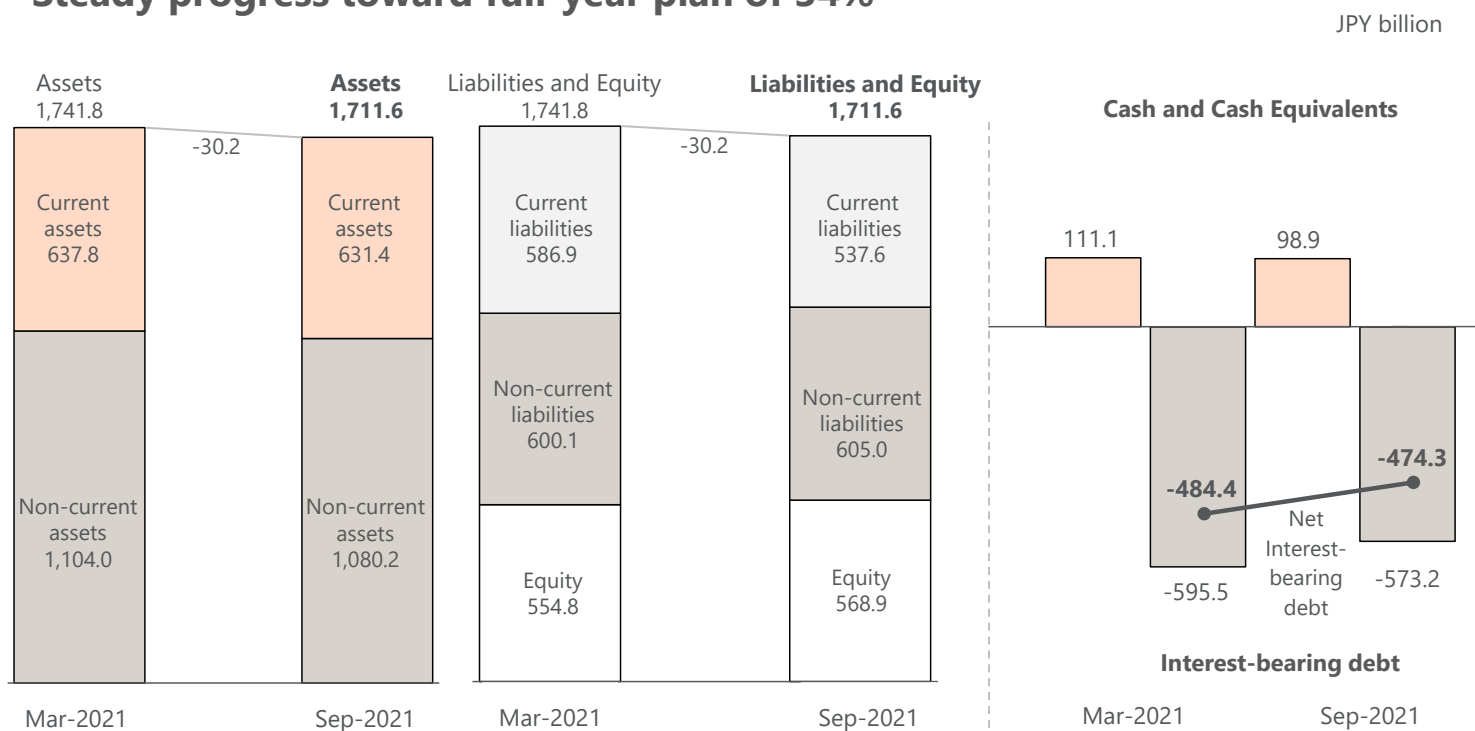 JPY billion
Assets
1,741.8
Assets
1,711.6
-30.2
Current
assets
637.8
Current
assets
631.4
Non-current
assets
1,104.0
Non-current
assets
1,080.2
Mar-2021
Sep-2021
Liabilities and Equity
1,741.8
Liabilities and Equity
1,711.6
-30.2
Current
liabilities
586.9
Current
liabilities
537.6
Non-current
liabilities
600.1
Non-current
liabilities
605.0
Equity
554.8
Equity
568.9
Mar-2021
Sep-2021
Cash and Cash Equivalents
111.1
98.9
-484.4
-474.3
Net
Interest-
bearing
debt
-595.5
-573.2
Interest-bearing debt
Mar-2021
Sep-2021